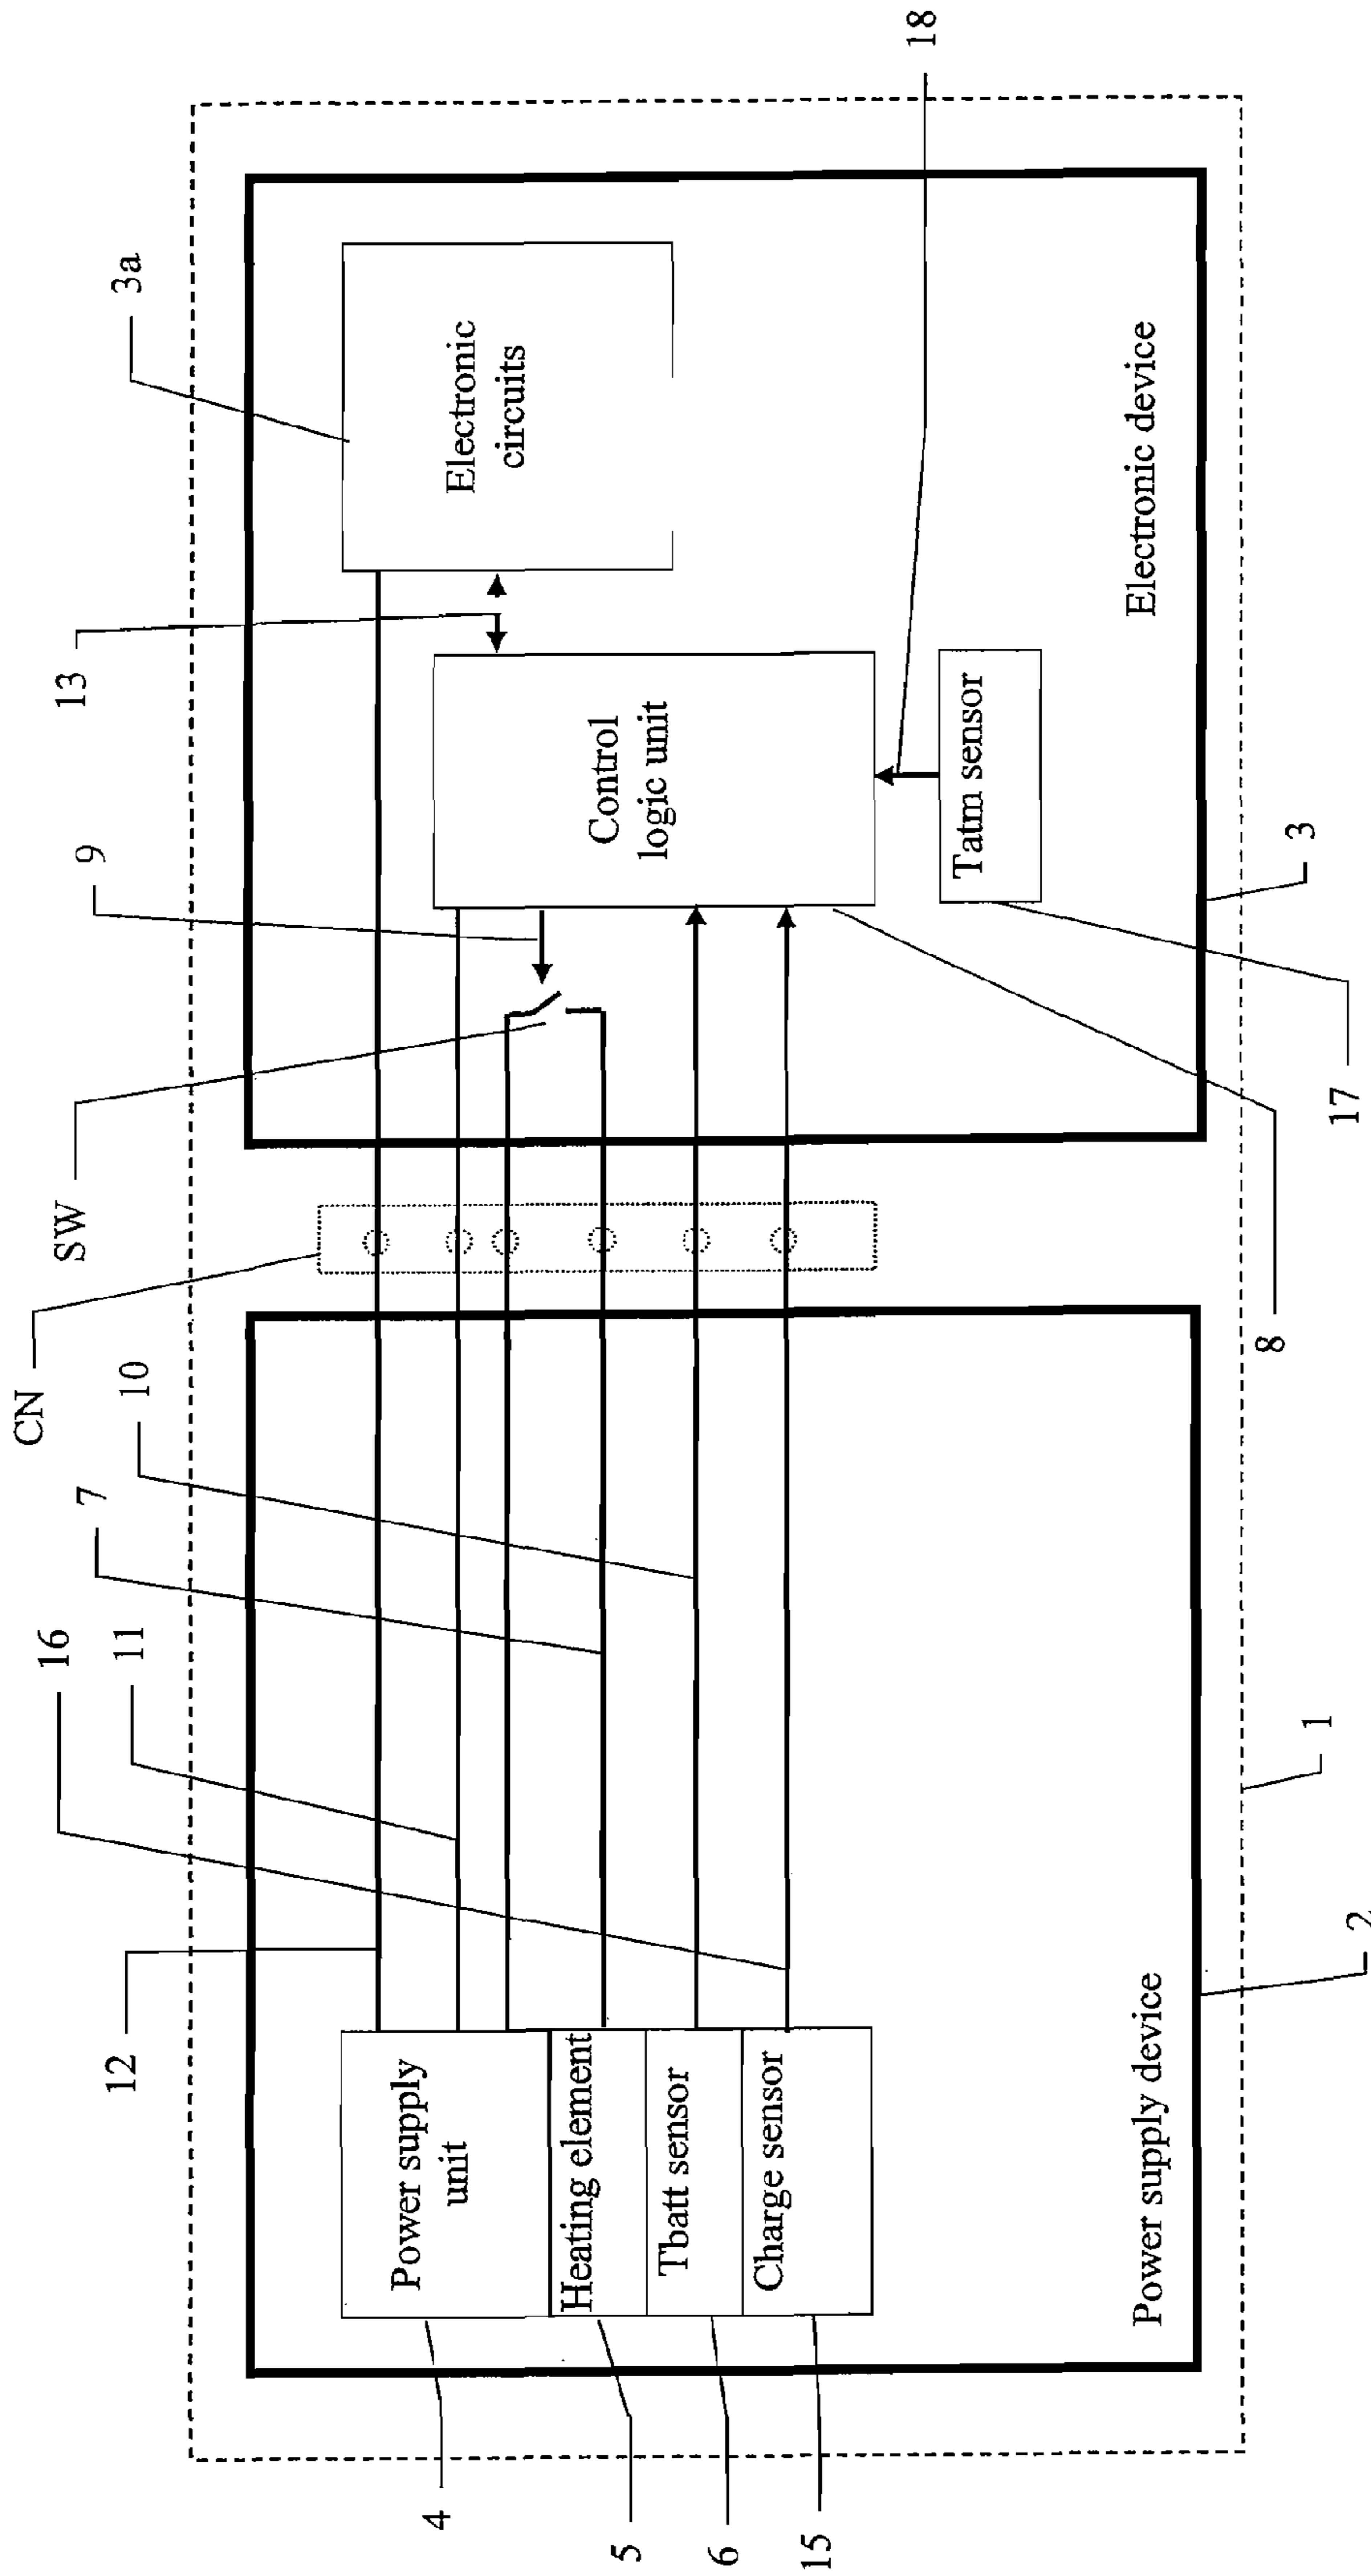 CN
SW
9
13
3a
18
16
11
7
10
12
Power supply
unit
Heating element
Tbatt sensor
Charge sensor
Power supply device
Control
logic unit
Electronic
circuits
Tatm sensor
Electronic device
4
5
6
15
2
1
8
17
3